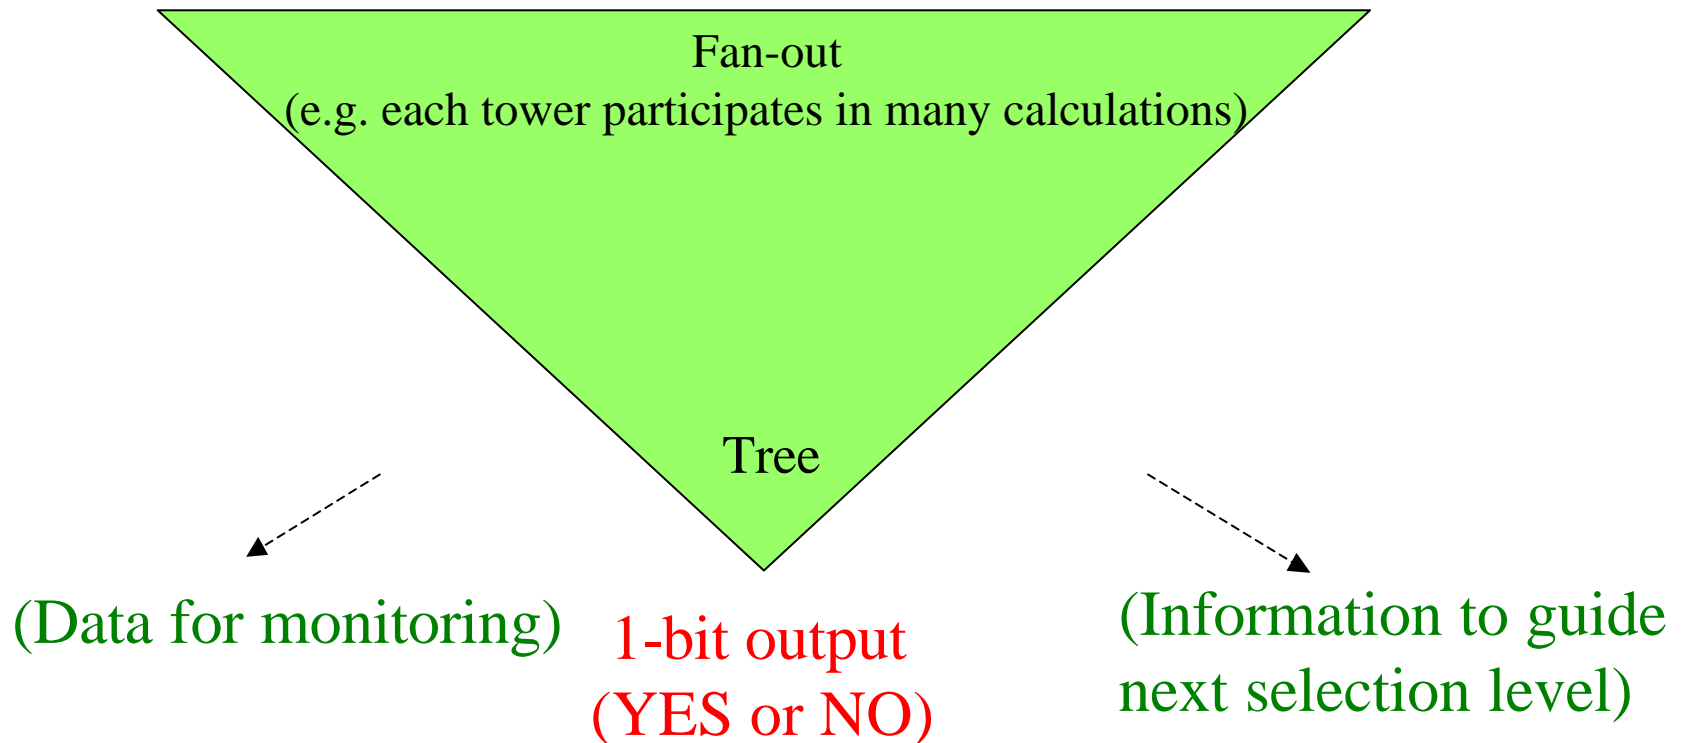 Fan-out
(e.g. each tower participates in many calculations)
Tree
(Data for monitoring)
1-bit output
(YES or NO)
(Information to guide
next selection level)